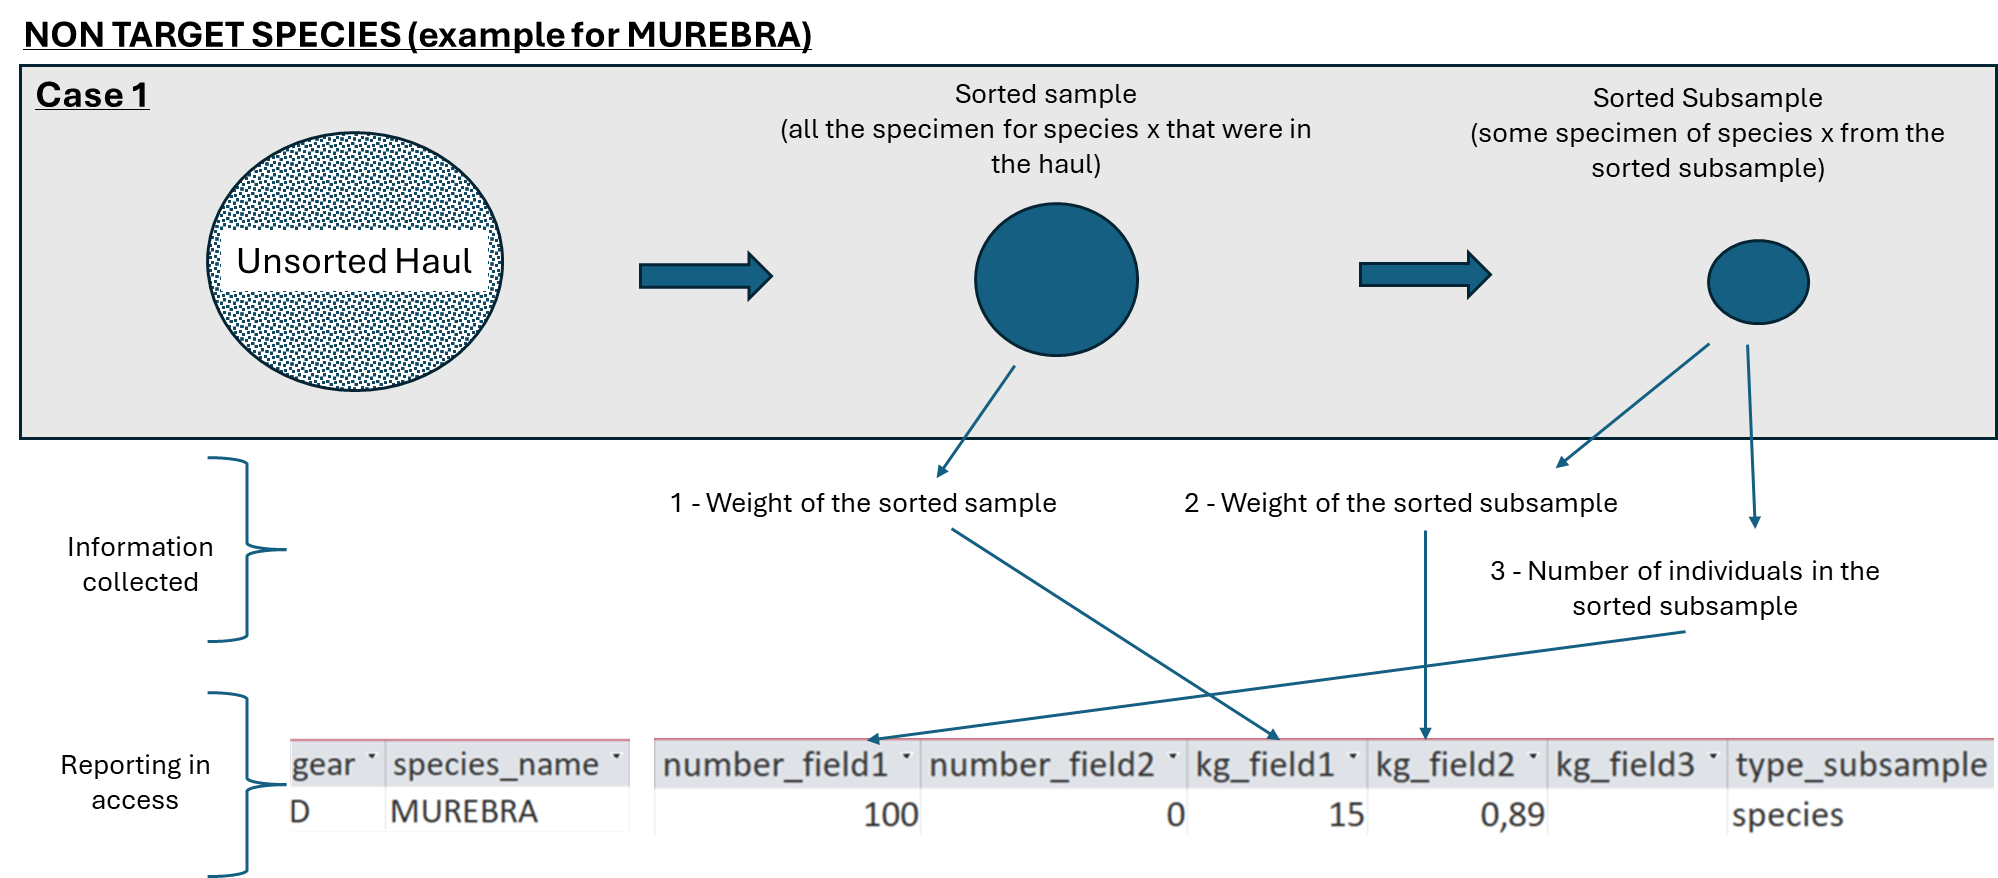 NON TARGET SPECIES (example for MUREBRA)
Case 1
Sorted sample
(all the specimen for species x that were in
the haul)
Sorted Subsample
(some specimen of species x from the
sorted subsample)
Unsorted Haul
1 - Weight of the sorted sample
2 - Weight of the sorted subsample
Information
collected
3 - Number of individuals in the
sorted subsample
Reporting in
access
gear species_name number_field1 number_field2 kg_field1 kg_field2 kg_field3 type_subsample
D MUREBRA 100 0 15 0,89 species